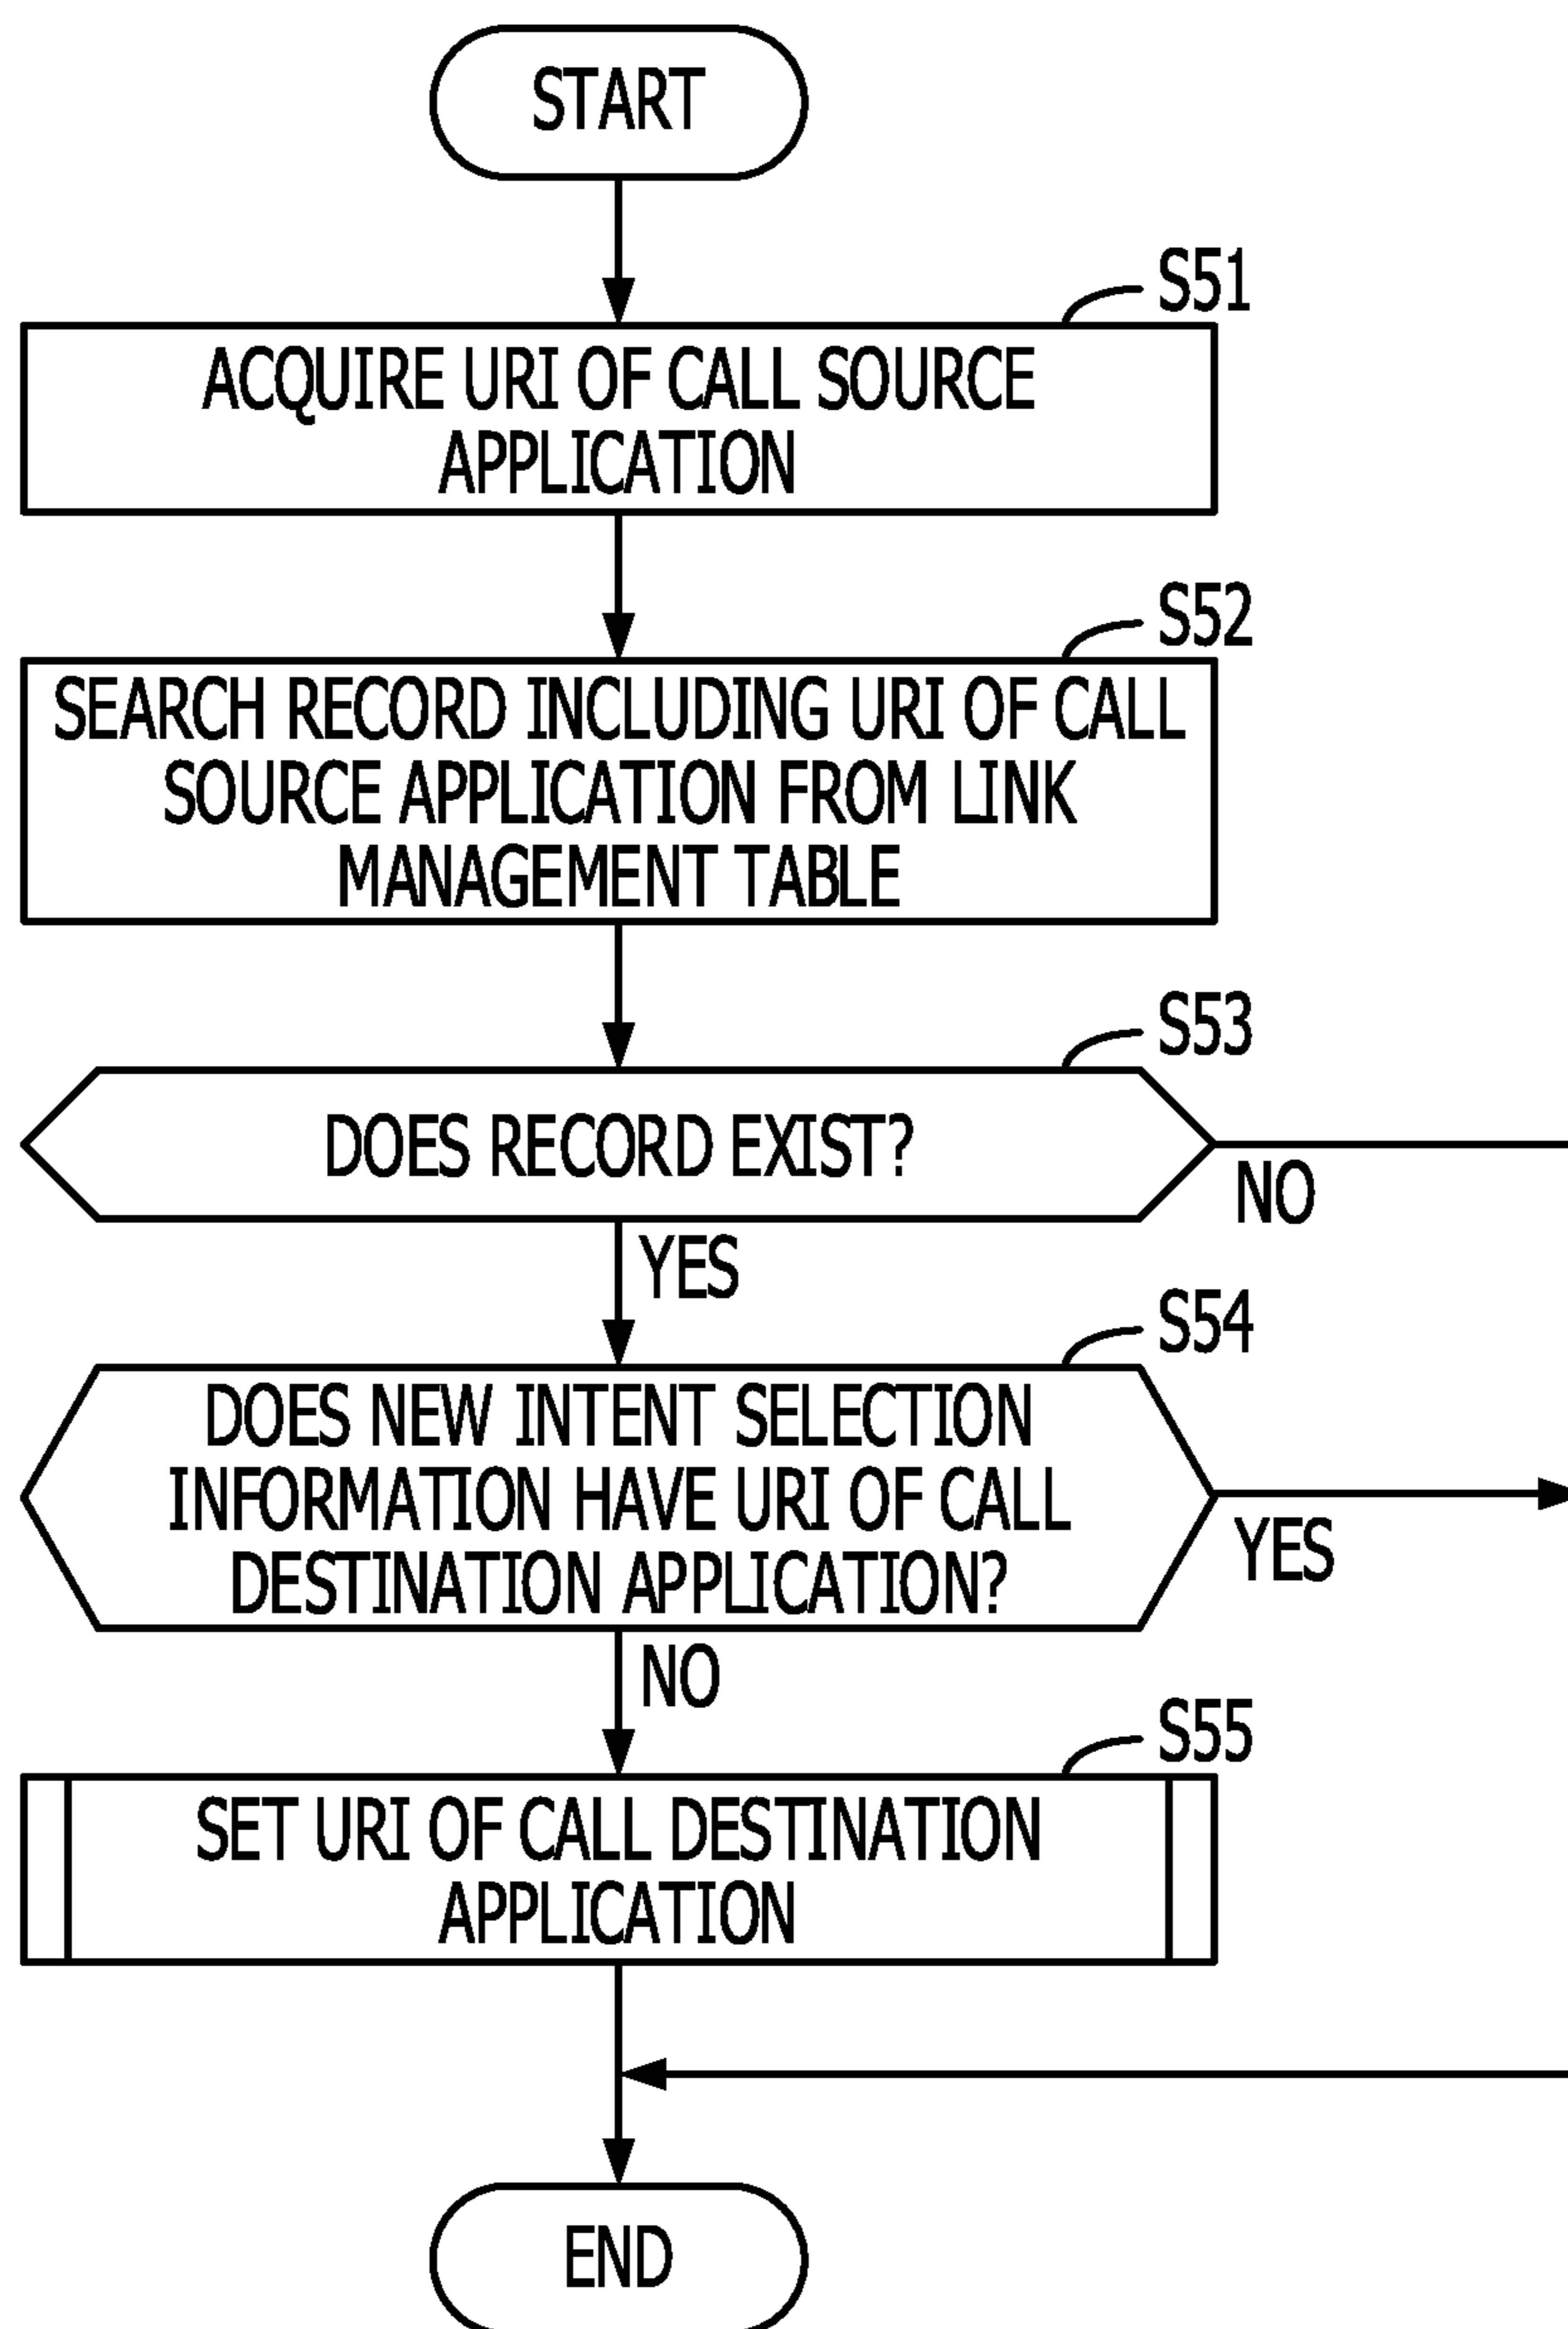 START
S51
ACQUIRE URI OF CALL SOURCE
APPLICATION
S52
SEARCH RECORD INCLUDING URI OF CALL
SOURCE APPLICATION FROM LINK
MANAGEMENT TABLE
S53
DOES RECORD EXIST?
NO
YES
S54
DOES NEW INTENT SELECTION
INFORMATION HAVE URI OF CALL
DESTINATION APPLICATION?
YES
NO
S55
SET URI OF CALL DESTINATION
APPLICATION
END